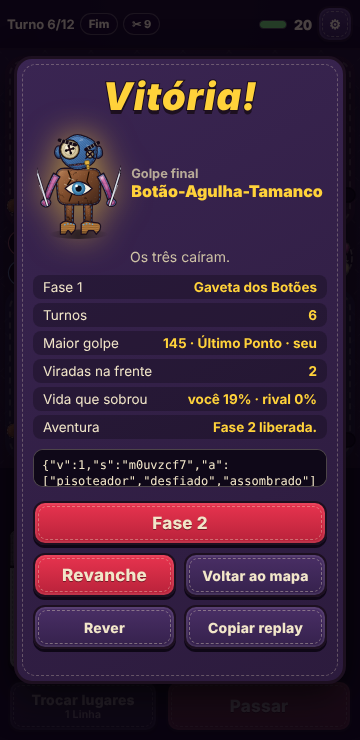 Turno 6/12 Fim ✂ 9 20
Vitória!
Golpe final
Botão-Agulha-Tamanco
Os três caíram.
Fase 1 Gaveta dos Botões
Turnos 6
Maior golpe 145 · Último Ponto · seu
Viradas na frente 2
Vida que sobrou você 19% · rival 0%
Aventura Fase 2 liberada.
{"v":1,"s":"m0uvzcf7","a":
["pisoteador","desfiado","assombrado"]
Fase 2
Revanche Voltar ao mapa
Rever Copiar replay
Trocar lugares Passar
1 Linha